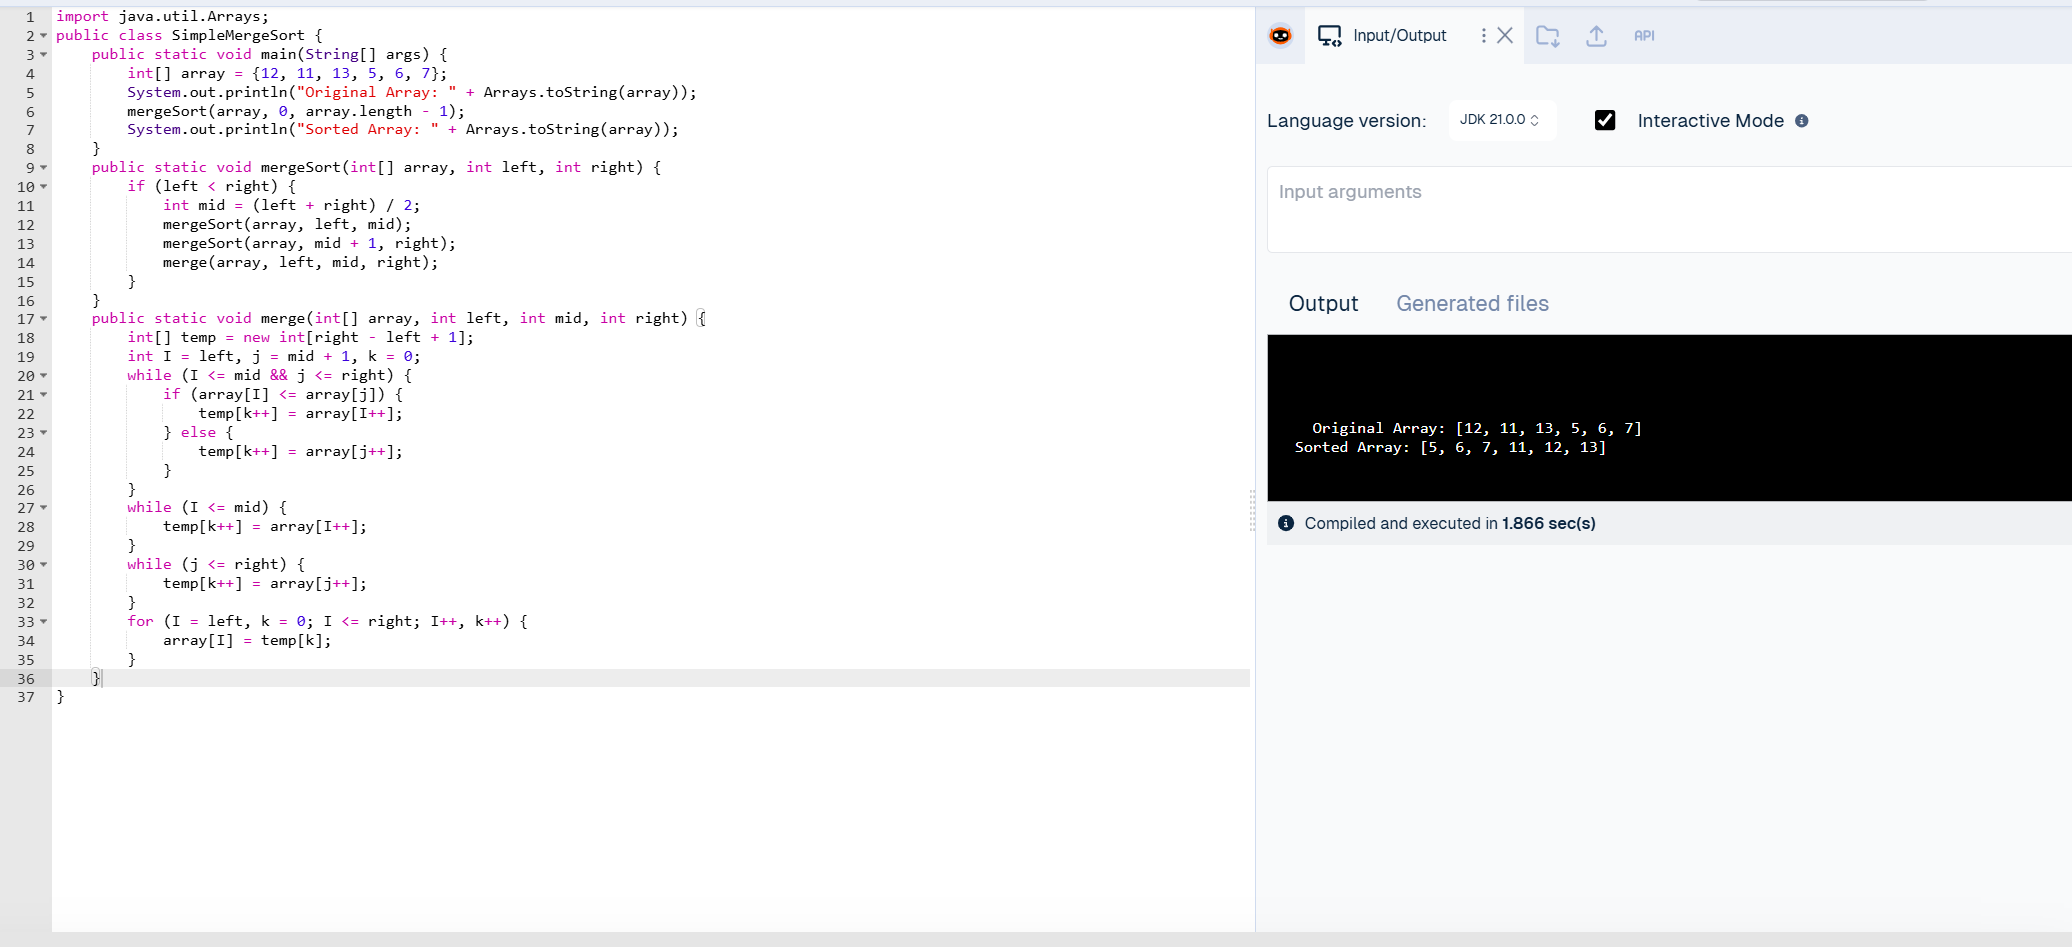 1 import java.util.Arrays;
2 public class SimpleMergeSort {
3     public static void main(String[] args) {
4         int[] array = {12, 11, 13, 5, 6, 7};
5         System.out.println("Original Array: " + Arrays.toString(array));
6         mergeSort(array, 0, array.length - 1);
7         System.out.println("Sorted Array: " + Arrays.toString(array));
8     }
9     public static void mergeSort(int[] array, int left, int right) {
10         if (left < right) {
11             int mid = (left + right) / 2;
12             mergeSort(array, left, mid);
13             mergeSort(array, mid + 1, right);
14             merge(array, left, mid, right);
15         }
16     }
17     public static void merge(int[] array, int left, int mid, int right) {
18         int[] temp = new int[right - left + 1];
19         int I = left, j = mid + 1, k = 0;
20         while (I <= mid && j <= right) {
21             if (array[I] <= array[j]) {
22                 temp[k++] = array[I++];
23             } else {
24                 temp[k++] = array[j++];
25             }
26         }
27         while (I <= mid) {
28             temp[k++] = array[I++];
29         }
30         while (j <= right) {
31             temp[k++] = array[j++];
32         }
33         for (I = left, k = 0; I <= right; I++, k++) {
34             array[I] = temp[k];
35         }
36     }
37 }
Input/Output
API
Language version: JDK 21.0.0 Interactive Mode
Input arguments
Output Generated files
Original Array: [12, 11, 13, 5, 6, 7]
Sorted Array: [5, 6, 7, 11, 12, 13]
Compiled and executed in 1.866 sec(s)